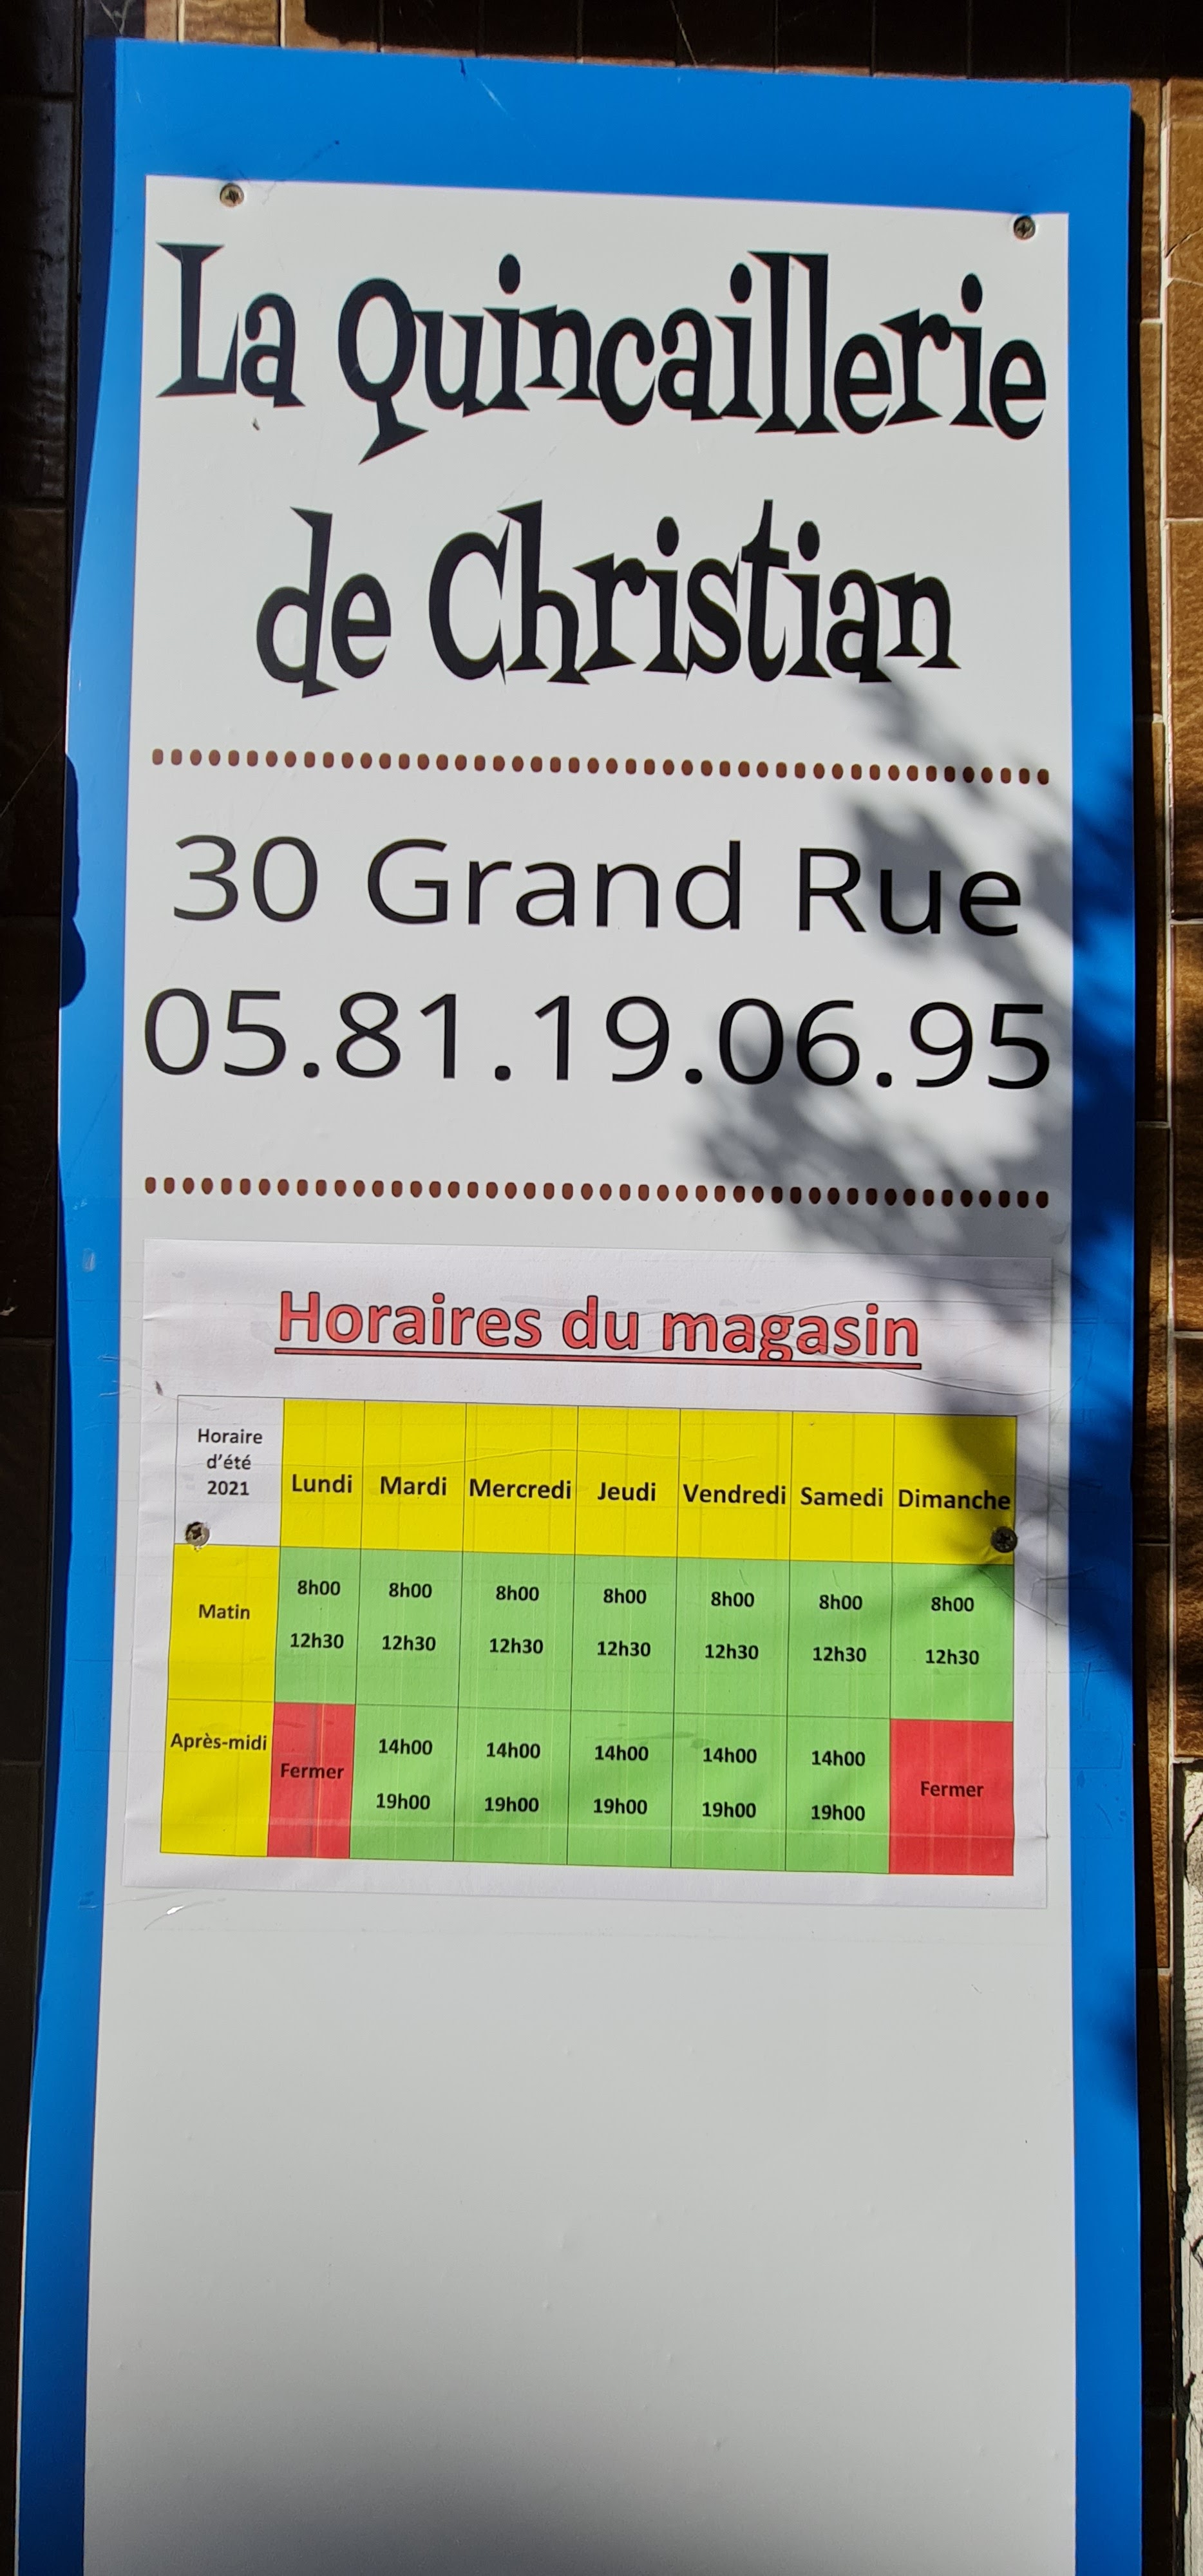 La Quincaillerie
de Christian
30 Grand Rue
05.81.19.06.95
Horaires du magasin
Horaire
d'été
2021
Lundi Mardi Mercredi Jeudi Vendredi Samedi Dimanche
Matin
8h00 8h00 8h00 8h00 8h00 8h00 8h00
12h30 12h30 12h30 12h30 12h30 12h30 12h30
Après-midi
Fermer
14h00 14h00 14h00 14h00 14h00
19h00 19h00 19h00 19h00 19h00
Fermer